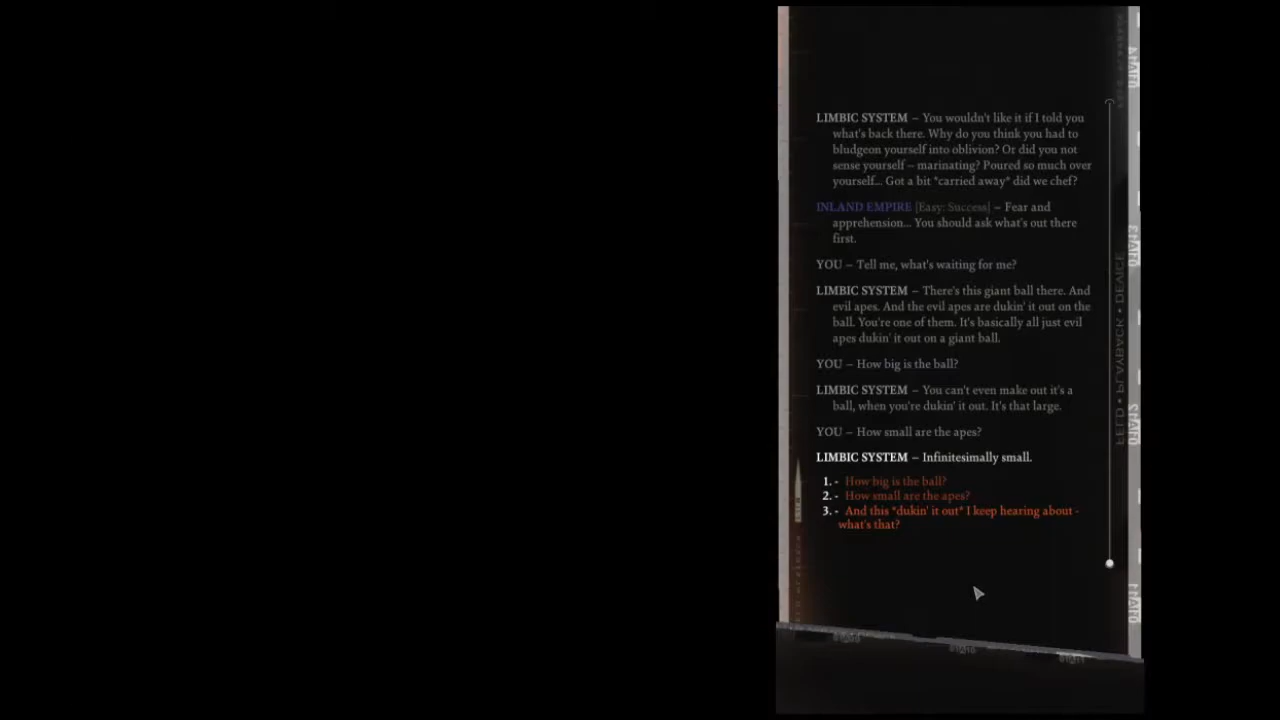 LIMBIC SYSTEM – You wouldn't like it if I told you
what's back there. Why do you think you had to
bludgeon yourself into oblivion? Or did you not
sense yourself – marinating? Poured so much over
yourself... Got a bit *carried away* did we chef?
INLAND EMPIRE [Easy: Success] – Fear and
apprehension... You should ask what's out there
first.
YOU – Tell me, what's waiting for me?
LIMBIC SYSTEM – There's this giant ball there. And
evil apes. And the evil apes are dukin' it out on the
ball. You're one of them. It's basically all just evil
apes dukin' it out on a giant ball.
YOU – How big is the ball?
LIMBIC SYSTEM – You can't even make out it's a
ball, when you're dukin' it out. It's that large.
YOU – How small are the apes?
LIMBIC SYSTEM – Infinitesimally small.
1. - How big is the ball?
2. - How small are the apes?
3. - And this *dukin' it out* I keep hearing about -
what's that?